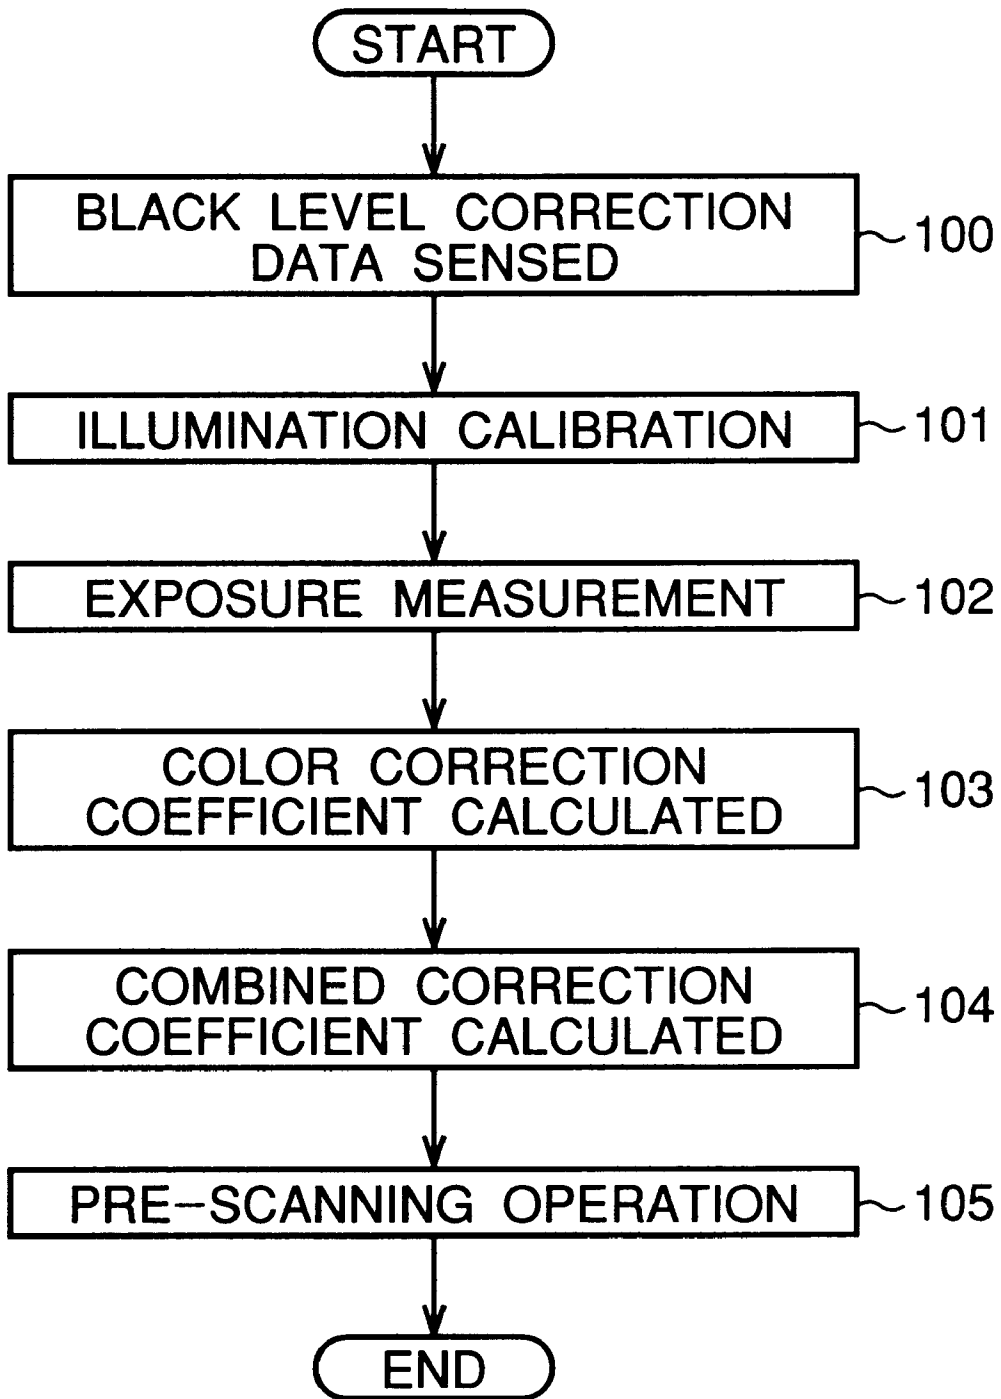 START
BLACK LEVEL CORRECTION
DATA SENSED
100
ILLUMINATION CALIBRATION
101
EXPOSURE MEASUREMENT
102
COLOR CORRECTION
COEFFICIENT CALCULATED
103
COMBINED CORRECTION
COEFFICIENT CALCULATED
104
PRE-SCANNING OPERATION
105
END